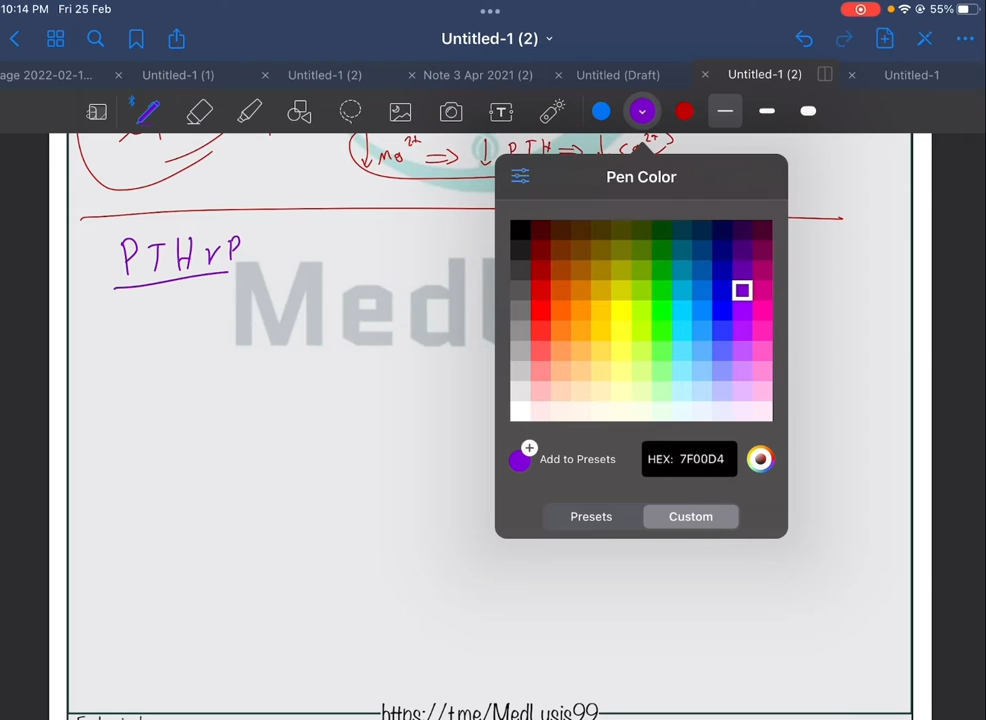 10:14 PM Fri 25 Feb
55%
Untitled-1 (2)
age 2022-02-1...
Untitled-1 (1)
Untitled-1 (2)
Note 3 Apr 2021 (2)
Untitled (Draft)
Untitled-1 (2)
Untitled-1
T
↓ Mg2+ => ↓ PTH => ↓
Pen Color
PTHrP
Med
Add to Presets
HEX: 7F00D4
Presets
Custom
https://t.me/MedLysis99